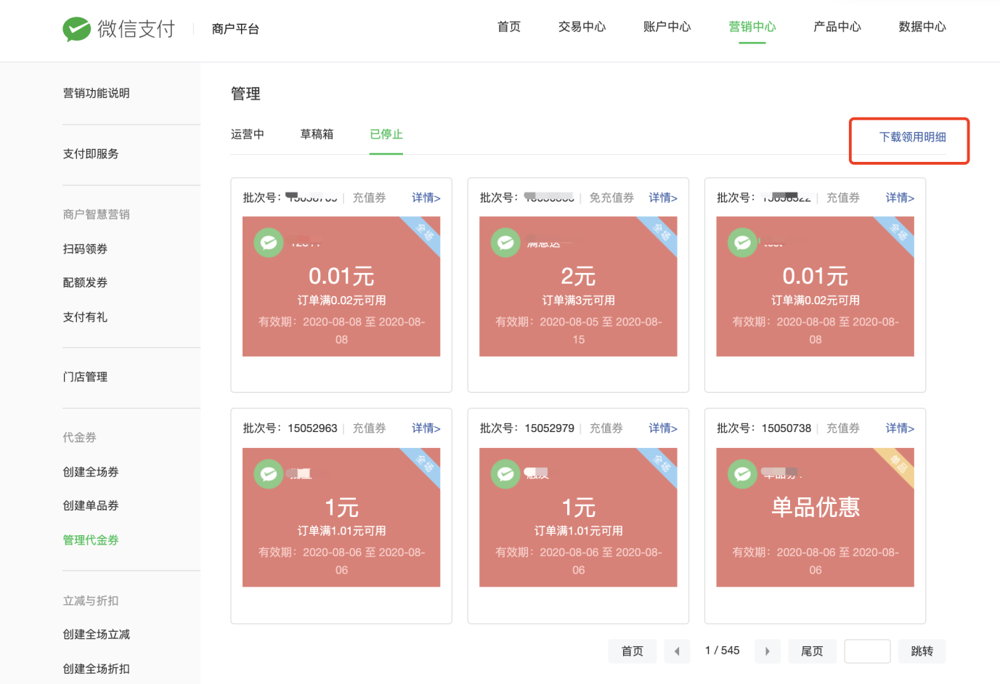 微信支付 商户平台 首页 交易中心 账户中心 营销中心 产品中心 数据中心
营销功能说明
支付即服务
商户智慧营销
扫码领券
配额发券
支付有礼
门店管理
代金券
创建全场券
创建单品券
管理代金券
立减与折扣
创建全场立减
创建全场折扣
管理
运营中 草稿箱 已停止 下载领用明细
批次号： 充值券 详情>
全场
0.01元
订单满0.02元可用
有效期：2020-08-08 至 2020-08-
08
批次号： 免充值券 详情>
全场
2元
订单满3元可用
有效期：2020-08-05 至 2020-08-
15
批次号： 充值券 详情>
全场
0.01元
订单满0.02元可用
有效期：2020-08-08 至 2020-08-
08
批次号：15052963 充值券 详情>
全场
1元
订单满1.01元可用
有效期：2020-08-06 至 2020-08-
06
批次号：15052979 充值券 详情>
全场
1元
订单满1.01元可用
有效期：2020-08-06 至 2020-08-
06
批次号：15050738 充值券 详情>
单品
单品优惠
有效期：2020-08-06 至 2020-08-
06
首页 1 / 545 尾页 跳转